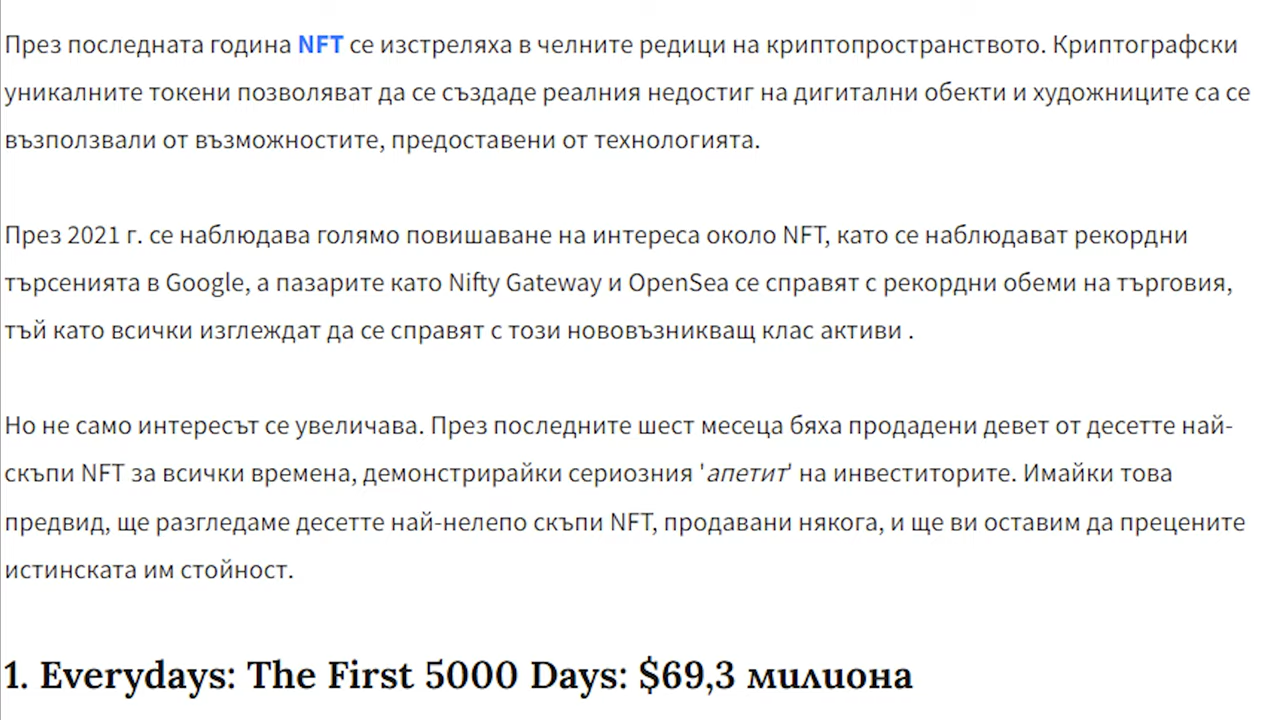 През последната година NFT се изстреляха в челните редици на криптопространството. Криптографски
уникалните токени позволяват да се създаде реалния недостиг на дигитални обекти и художниците са се
възползвали от възможностите, предоставени от технологията.
През 2021 г. се наблюдава голямо повишаване на интереса около NFT, като се наблюдават рекордни
търсенията в Google, а пазарите като Nifty Gateway и OpenSea се справят с рекордни обеми на търговия,
тъй като всички изглеждат да се справят с този нововъзникващ клас активи .
Но не само интересът се увеличава. През последните шест месеца бяха продадени девет от десетте най-
скъпи NFT за всички времена, демонстрирайки сериозния 'апетит' на инвеститорите. Имайки това
предвид, ще разгледаме десетте най-нелепо скъпи NFT, продавани някога, и ще ви оставим да прецените
истинската им стойност.
1. Everydays: The First 5000 Days: $69,3 милиона